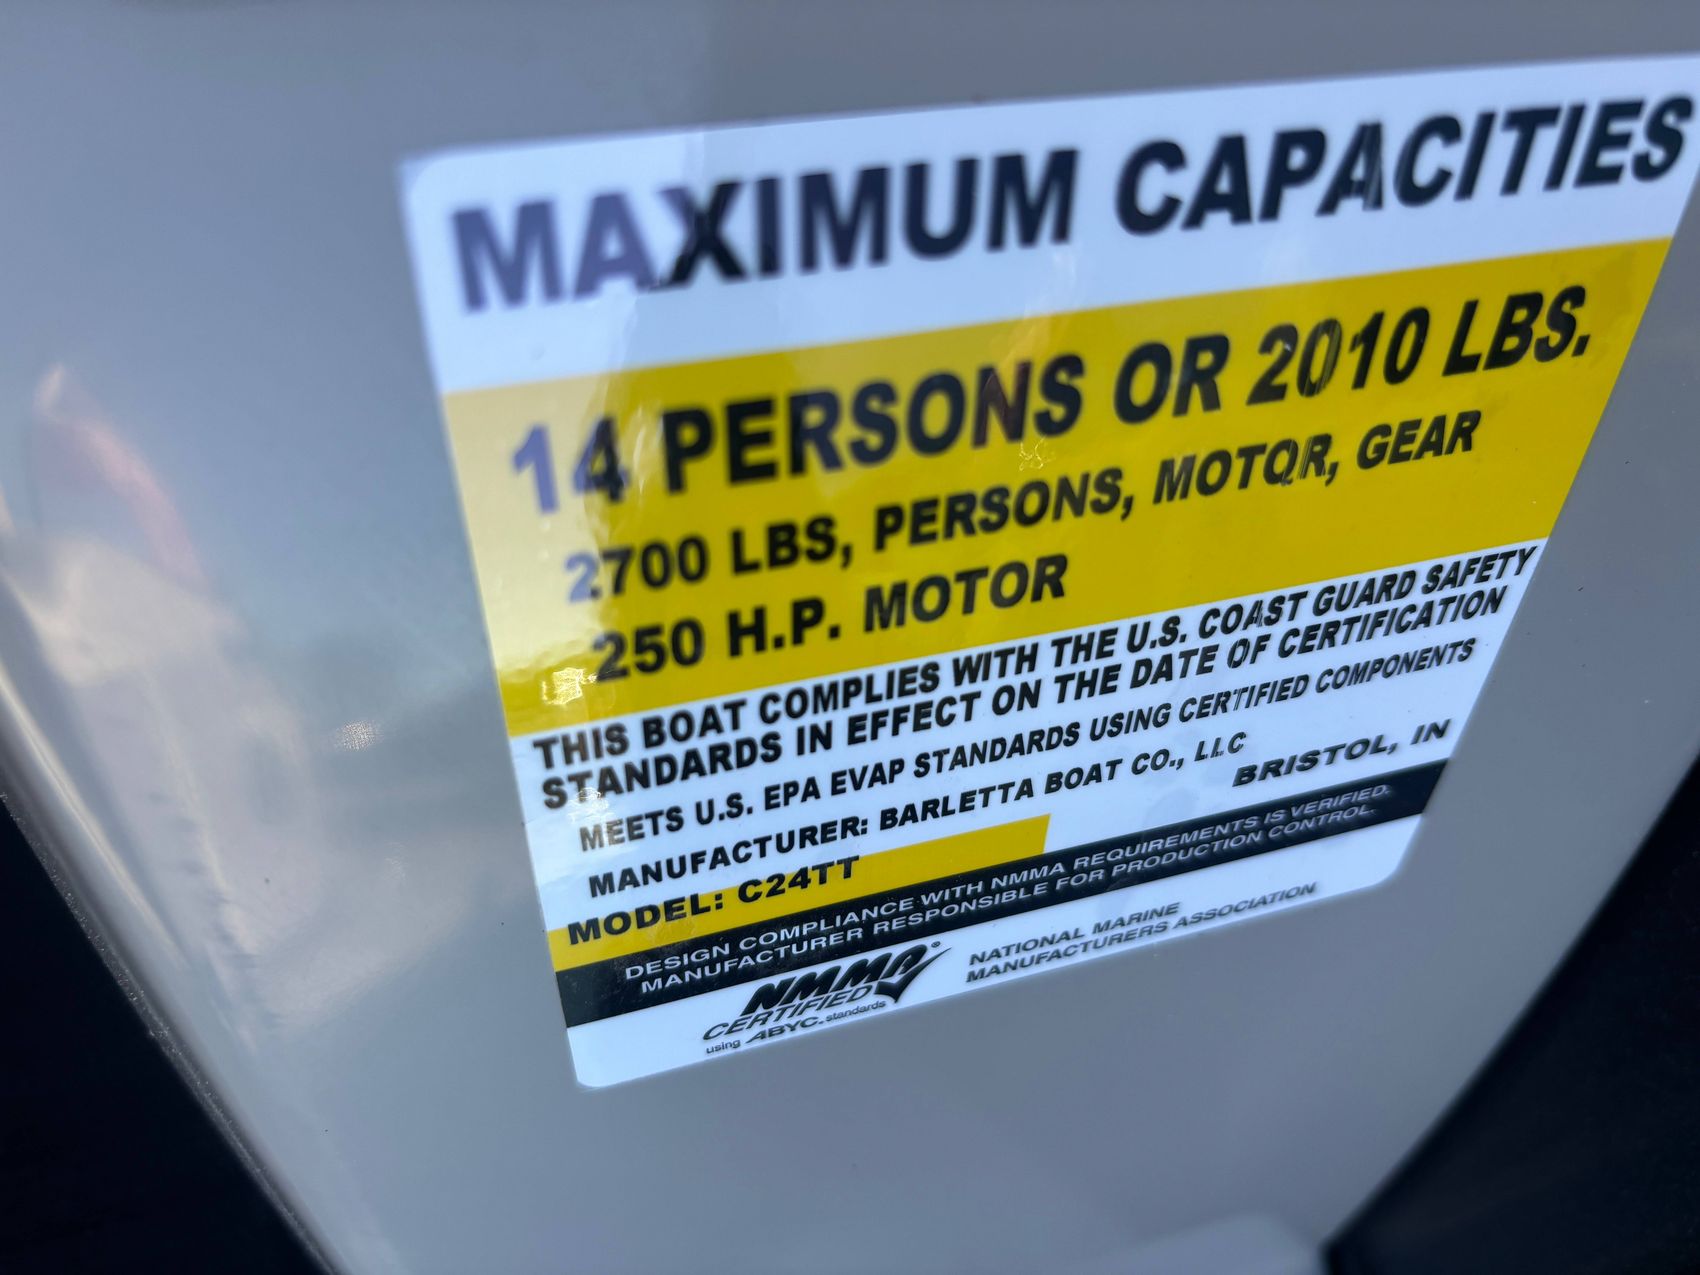 MAXIMUM CAPACITIES
14 PERSONS OR 2010 LBS.
2700 LBS, PERSONS, MOTOR, GEAR
250 H.P. MOTOR
THIS BOAT COMPLIES WITH THE U.S. COAST GUARD SAFETY
STANDARDS IN EFFECT ON THE DATE OF CERTIFICATION
MEETS U.S. EPA EVAP STANDARDS USING CERTIFIED COMPONENTS
MANUFACTURER: BARLETTA BOAT CO., LLC
BRISTOL, IN
MODEL: C24TT
DESIGN COMPLIANCE WITH NMMA REQUIREMENTS IS VERIFIED.
MANUFACTURER RESPONSIBLE FOR PRODUCTION CONTROL.
NMMA®
CERTIFIED
using ABYC. standards
NATIONAL MARINE
MANUFACTURERS ASSOCIATION